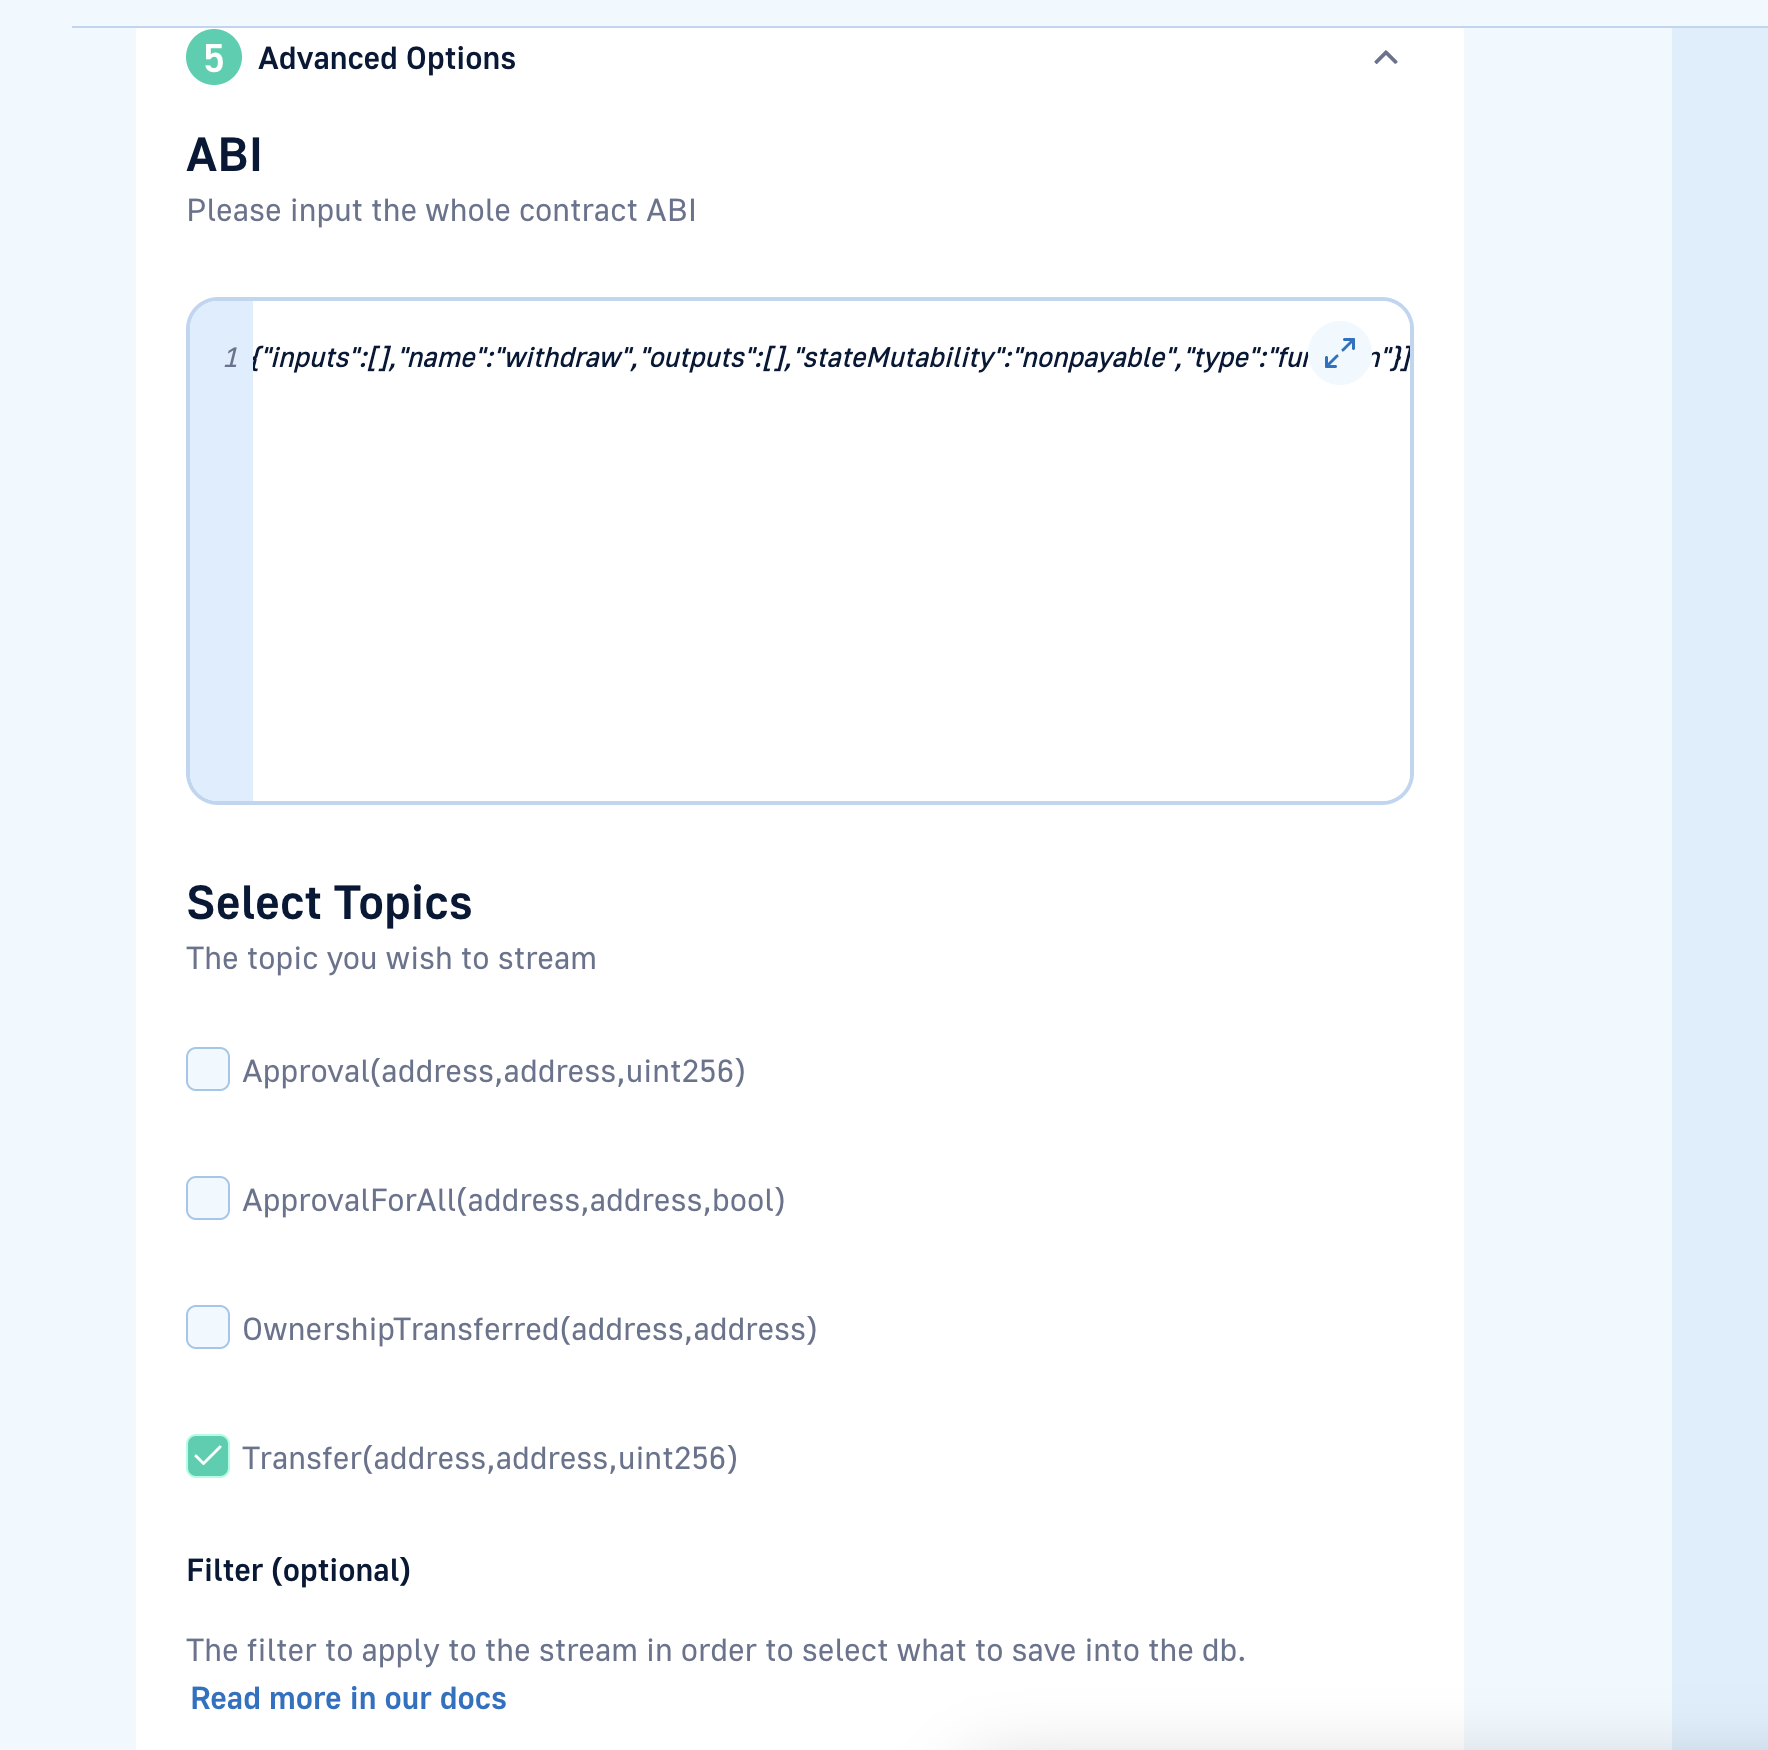 5 Advanced Options
ABI
Please input the whole contract ABI
1 {"inputs":[],"name":"withdraw","outputs":[],"stateMutability":"nonpayable","type":"fun n"}]
Select Topics
The topic you wish to stream
Approval(address,address,uint256)
ApprovalForAll(address,address,bool)
OwnershipTransferred(address,address)
Transfer(address,address,uint256)
Filter (optional)
The filter to apply to the stream in order to select what to save into the db.
Read more in our docs